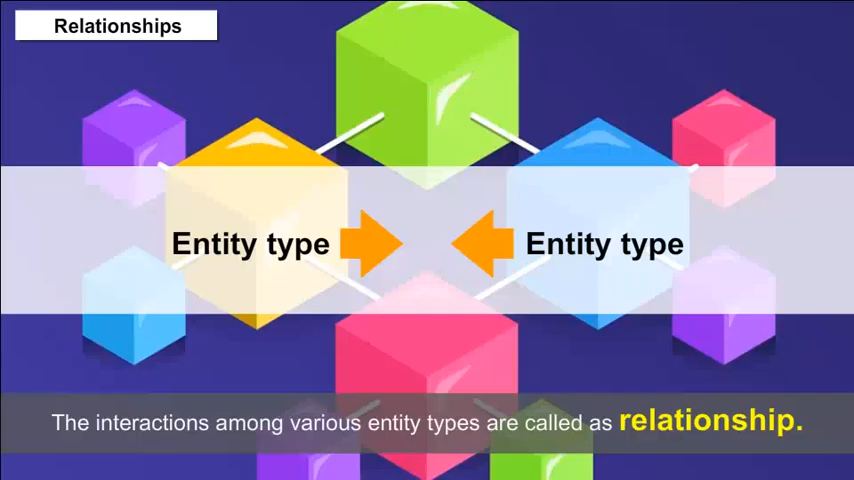 Relationships
Entity type Entity type
The interactions among various entity types are called as relationship.